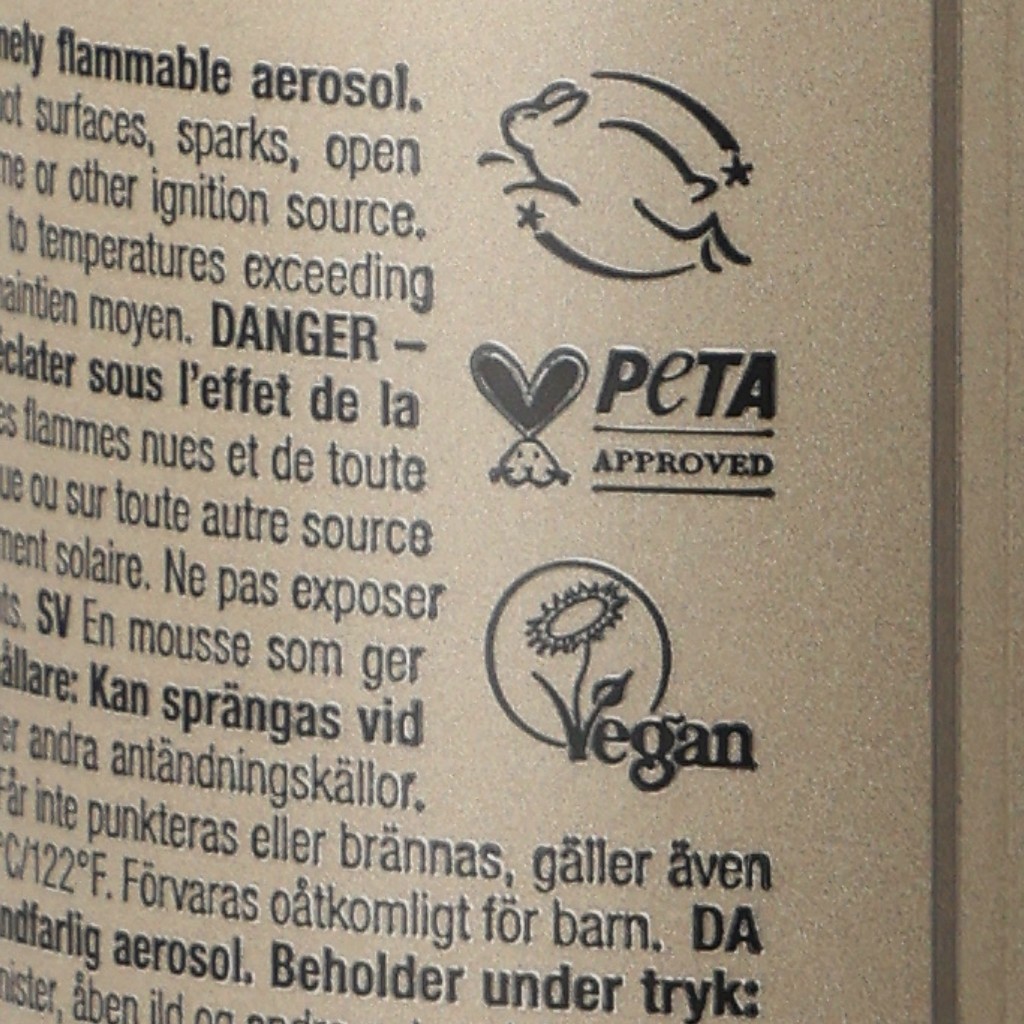 flammable aerosol.
surfaces, sparks, open
or other ignition source.
to temperatures exceeding
moyen. DANGER –
sous l'effet de la
flammes nues et de toute
ou sur toute autre source
solaire. Ne pas exposer
SV En mousse som ger
Kan sprängas vid
andra antändningskällor.
Får inte punkteras eller brännas, gäller även
°C/122°F. Förvaras oåtkomligt för barn. DA
aerosol. Beholder under tryk:
åben ild og
PeTA
APPROVED
Vegan